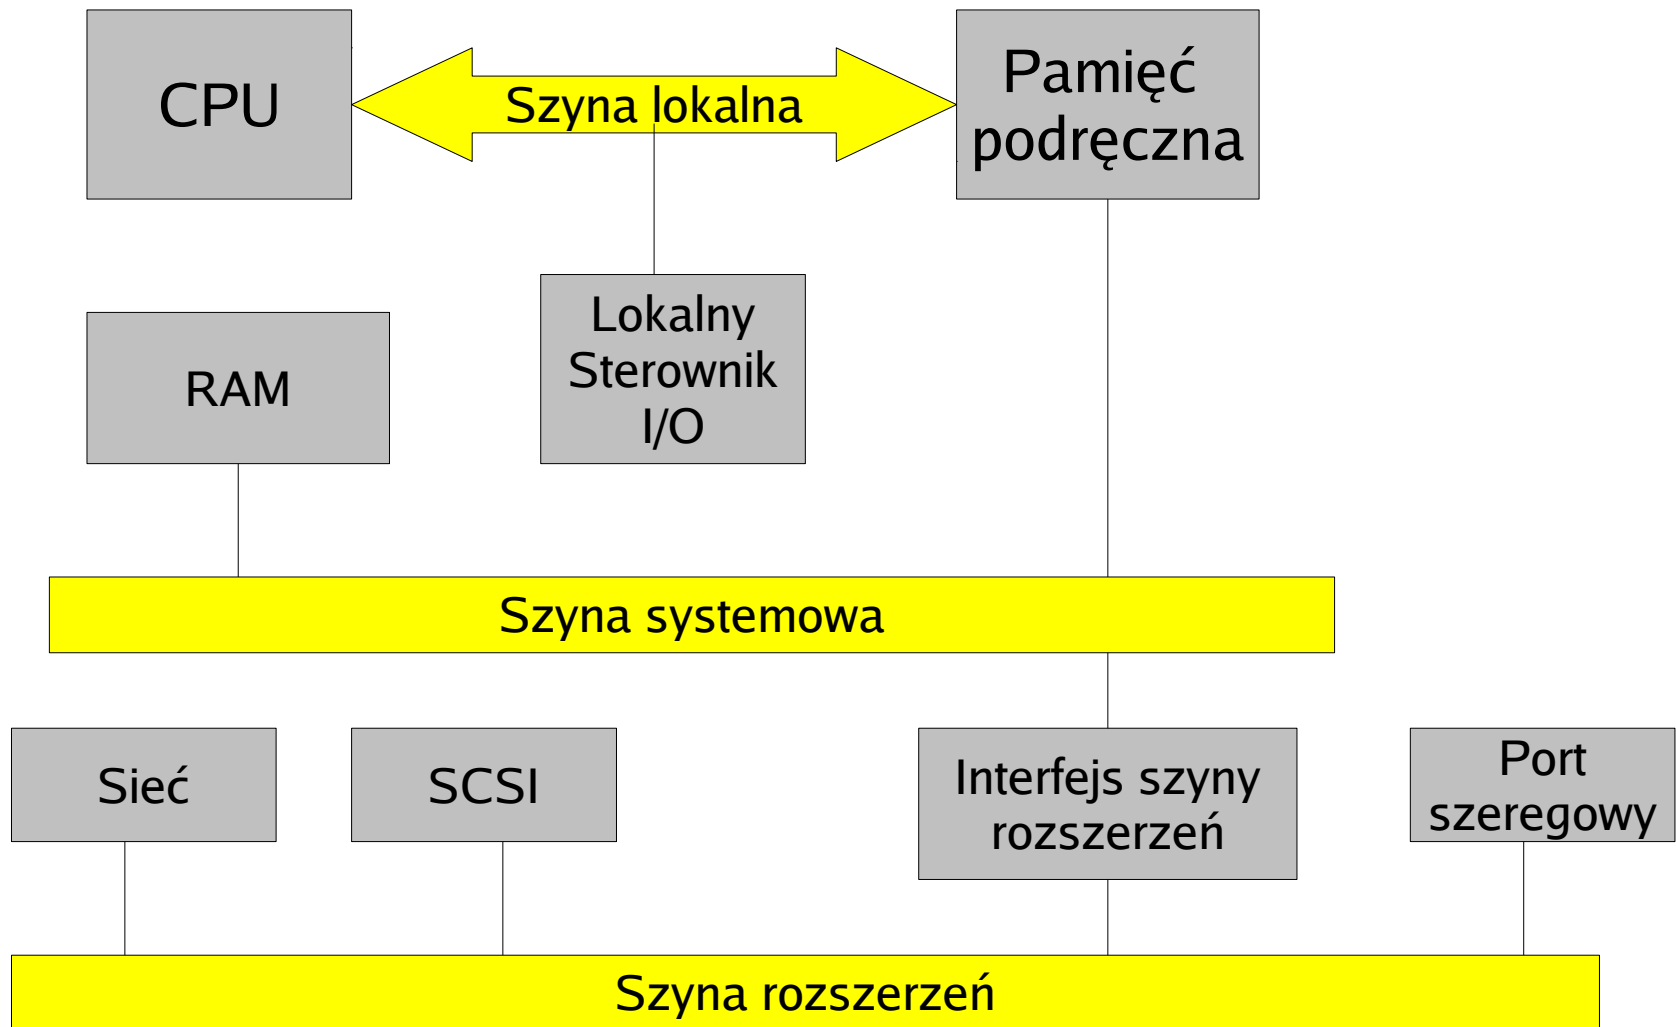 CPU
Szyna lokalna
Pamięć
podręczna
RAM
Lokalny
Sterownik
I/O
Szyna systemowa
Sieć
SCSI
Interfejs szyny
rozszerzeń
Port
szeregowy
Szyna rozszerzeń